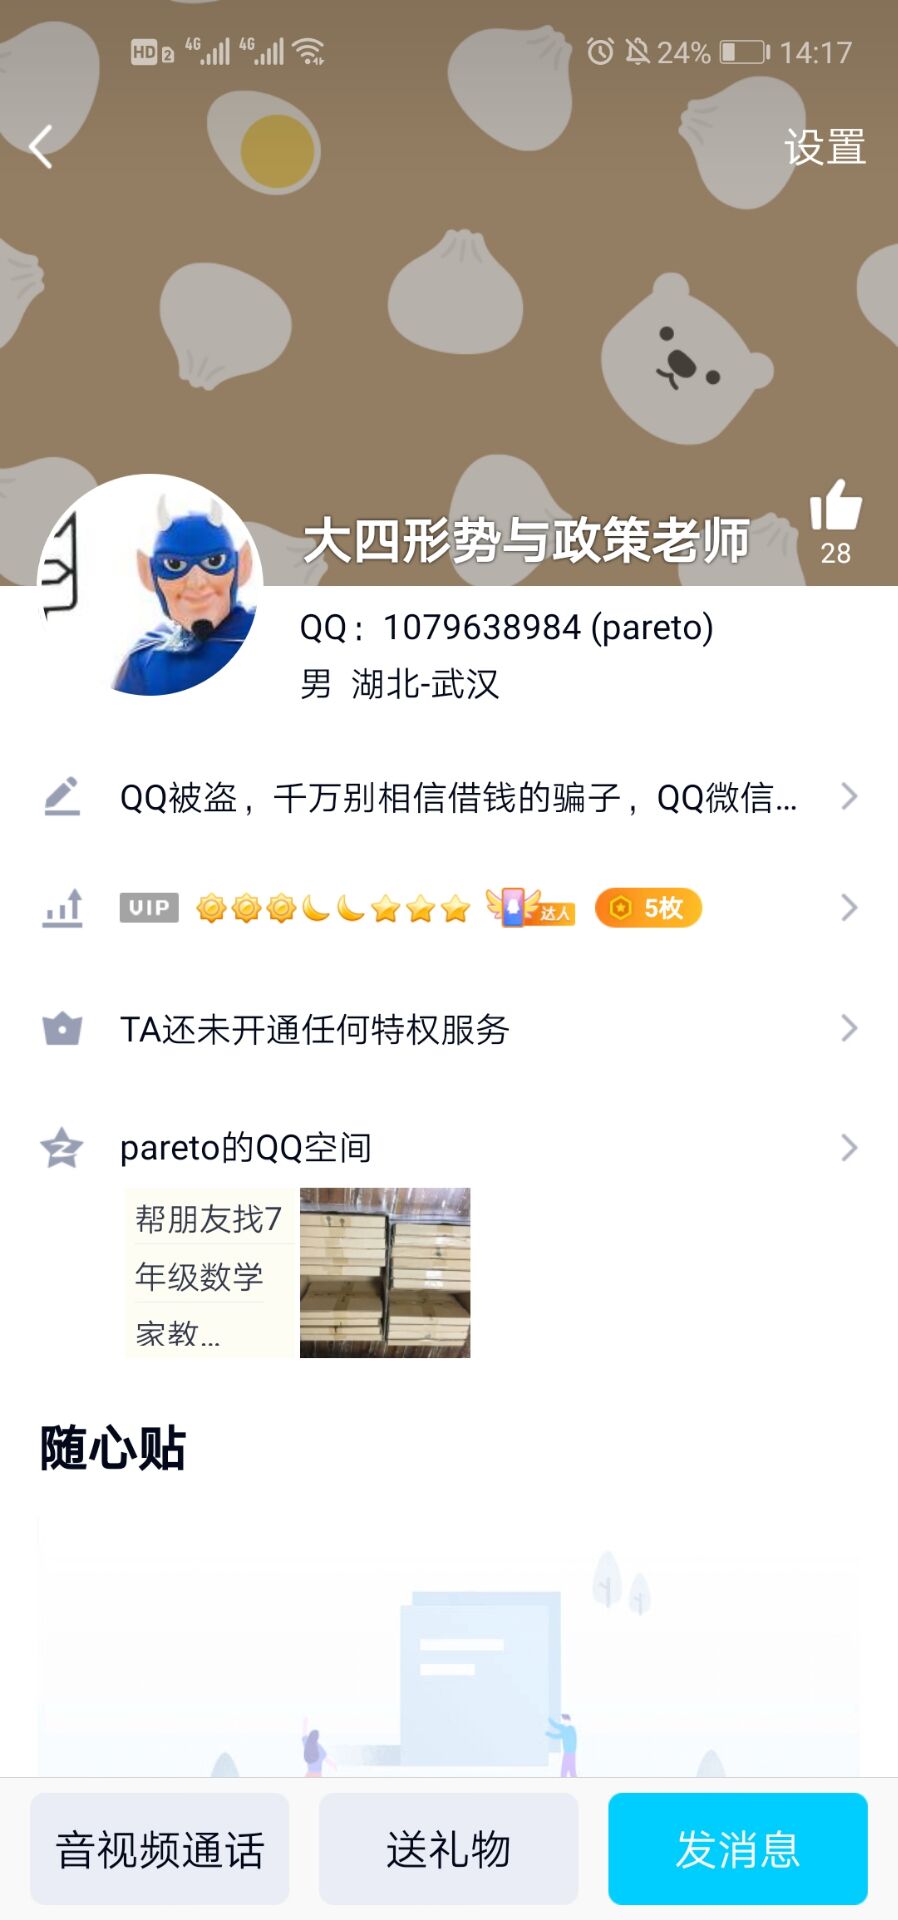 HD 2 4G 4G 24% 14:17
设置
大四形势与政策老师
28
QQ：1079638984 (pareto)
男 湖北-武汉
QQ被盗，千万别相信借钱的骗子，QQ微信...
VIP 达人 5枚
TA还未开通任何特权服务
pareto的QQ空间
帮朋友找7
年级数学
家教...
随心贴
音视频通话 送礼物 发消息